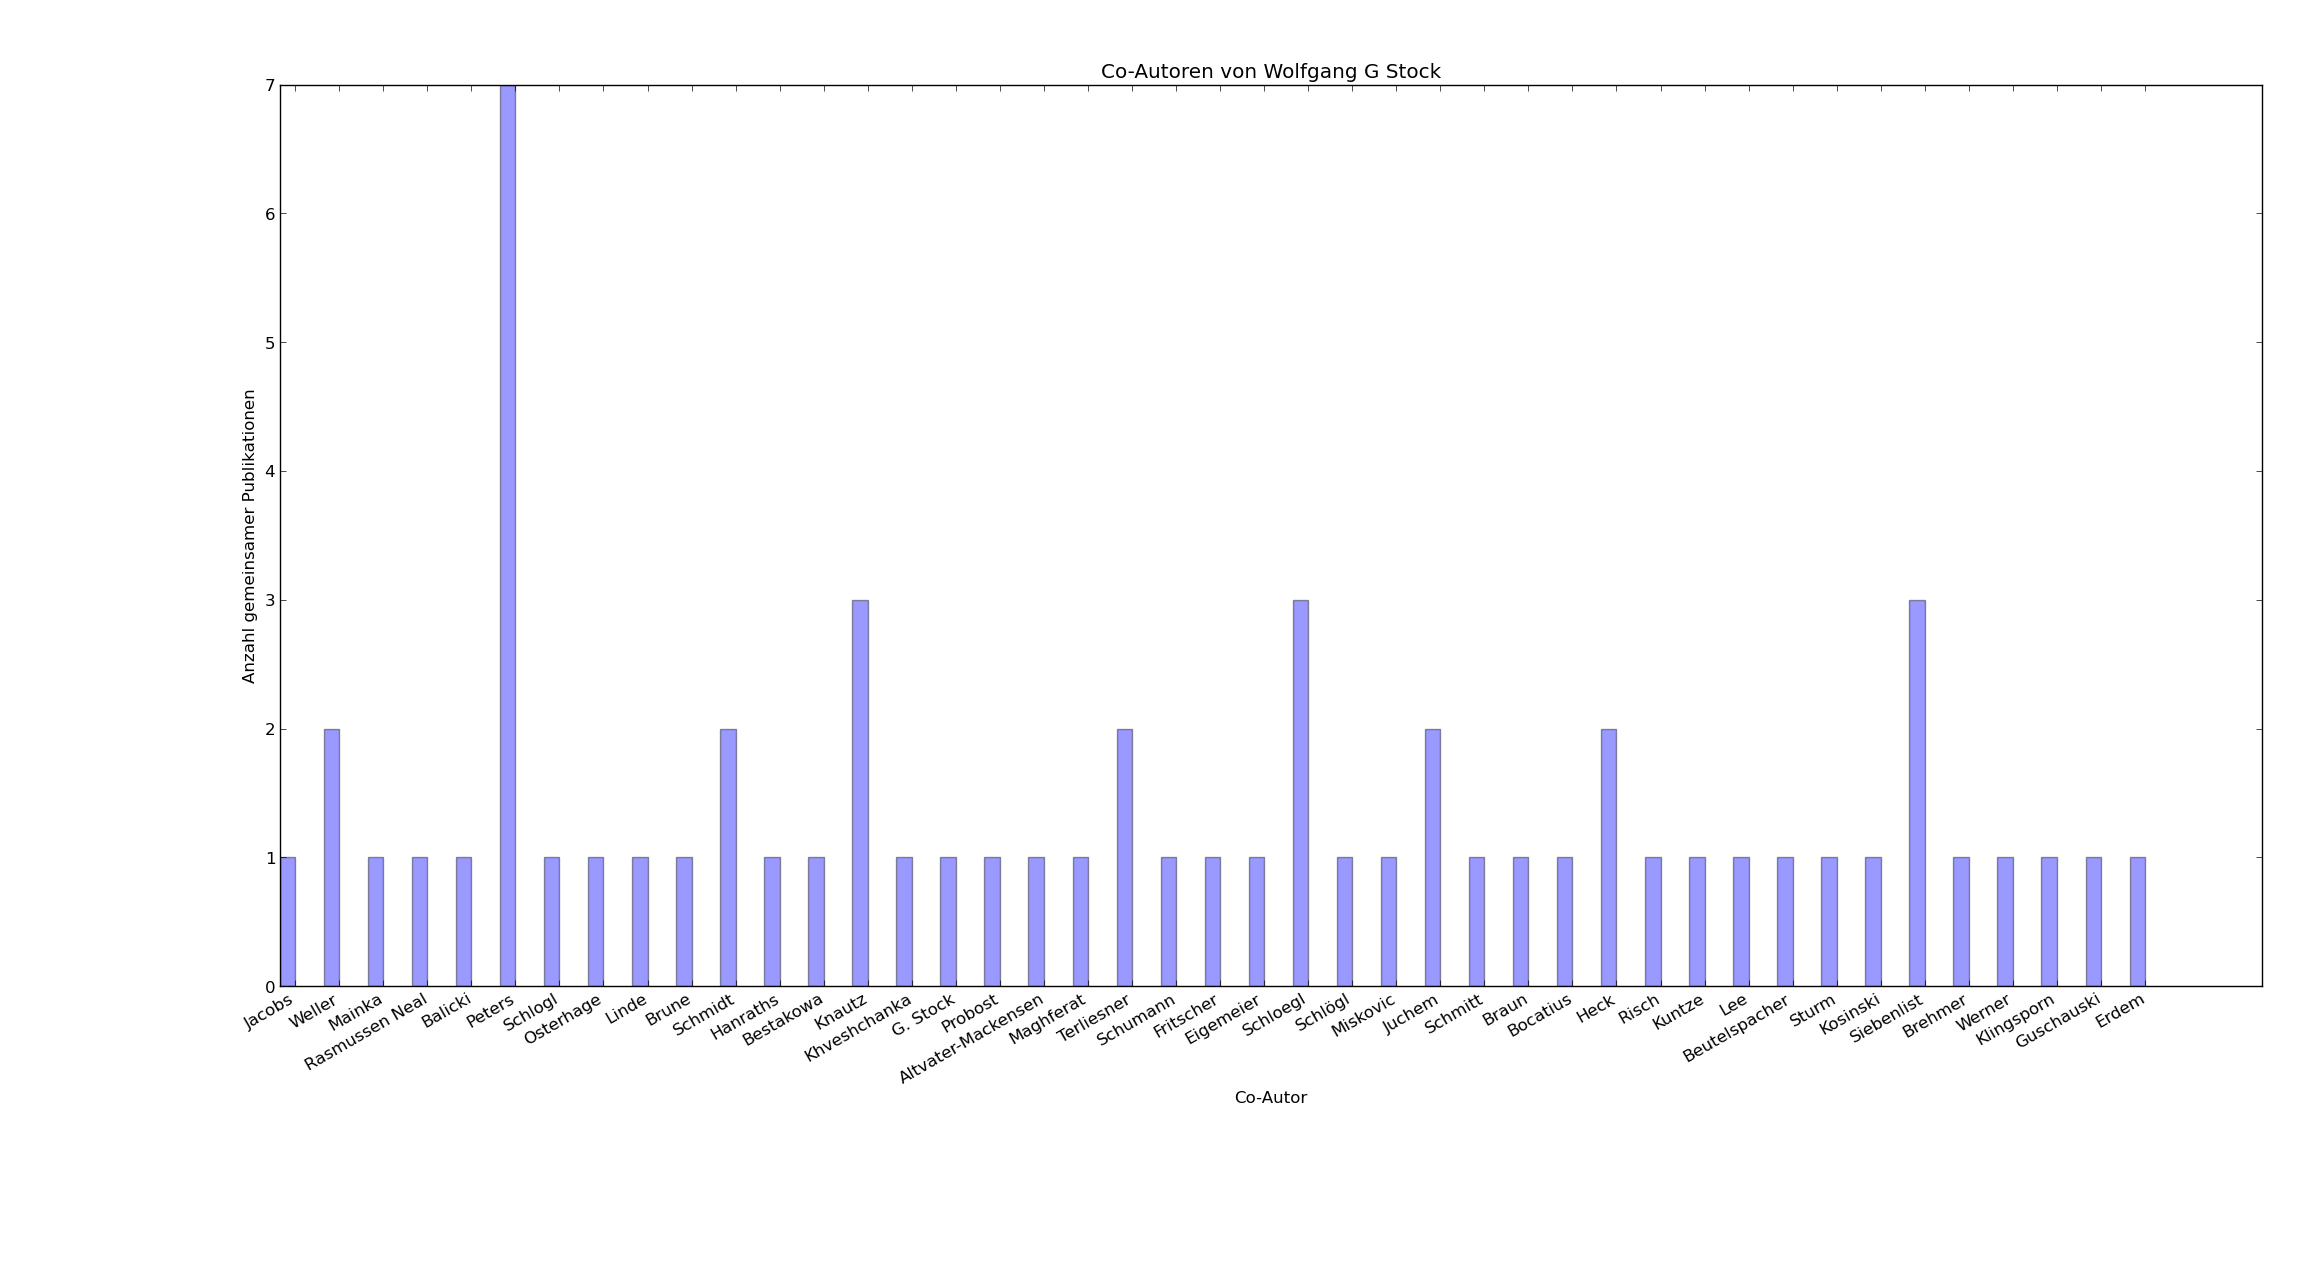 Co-Autoren von Wolfgang G Stock
7
6
5
4
3
2
1
0
Anzahl gemeinsamer Publikationen
Jacobs
Weller
Mainka
Rasmussen Neal
Balicki
Peters
Schlogl
Osterhage
Linde
Brune
Schmidt
Hanraths
Bestakowa
Knautz
Khveshchanka
G. Stock
Probost
Altvater-Mackensen
Maghferat
Terliesner
Schumann
Fritscher
Eigemeier
Schloegl
Schlögl
Miskovic
Juchem
Schmitt
Braun
Bocatius
Heck
Risch
Kuntze
Lee
Beutelspacher
Sturm
Kosinski
Siebenlist
Brehmer
Werner
Klingsporn
Guschauski
Erdem
Co-Autor